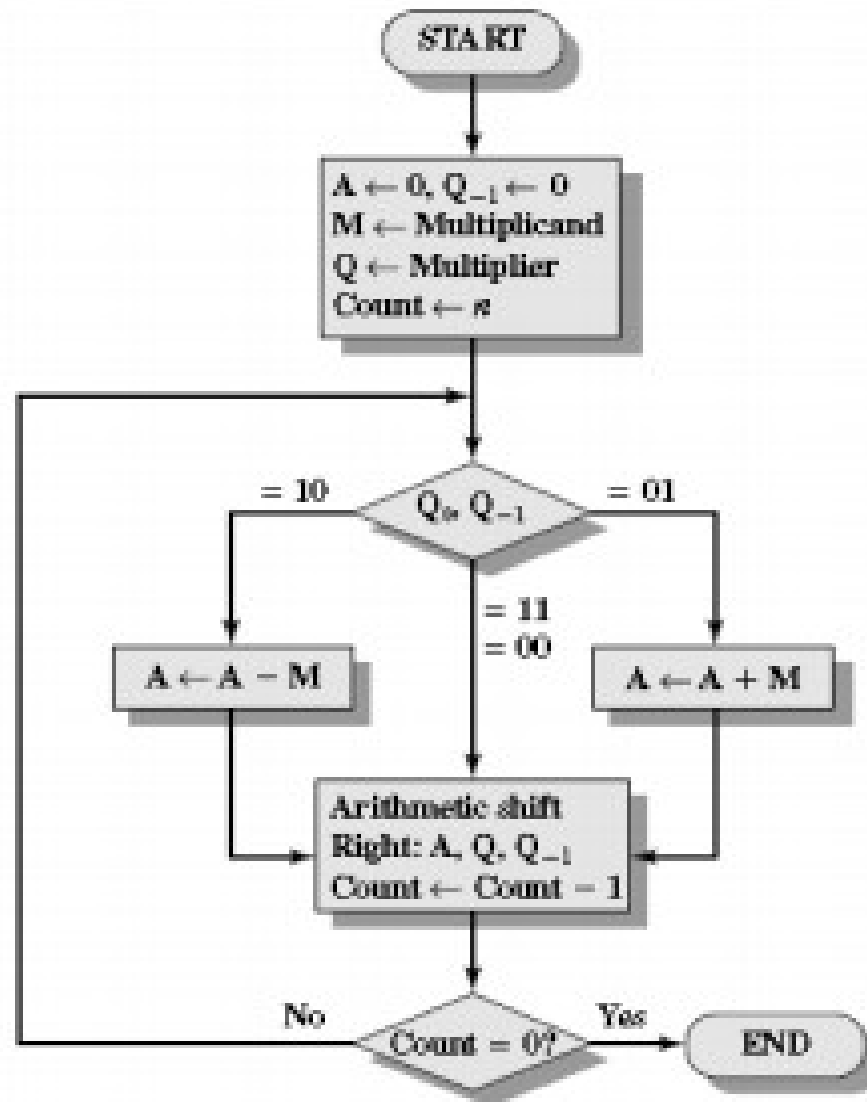 START
A ← 0, Q₋₁ ← 0
M ← Multiplicand
Q ← Multiplier
Count ← n
= 10
Q₀, Q₋₁
= 01
= 11
= 00
A ← A − M
A ← A + M
Arithmetic shift
Right: A, Q, Q₋₁
Count ← Count − 1
No
Count = 0?
Yes
END